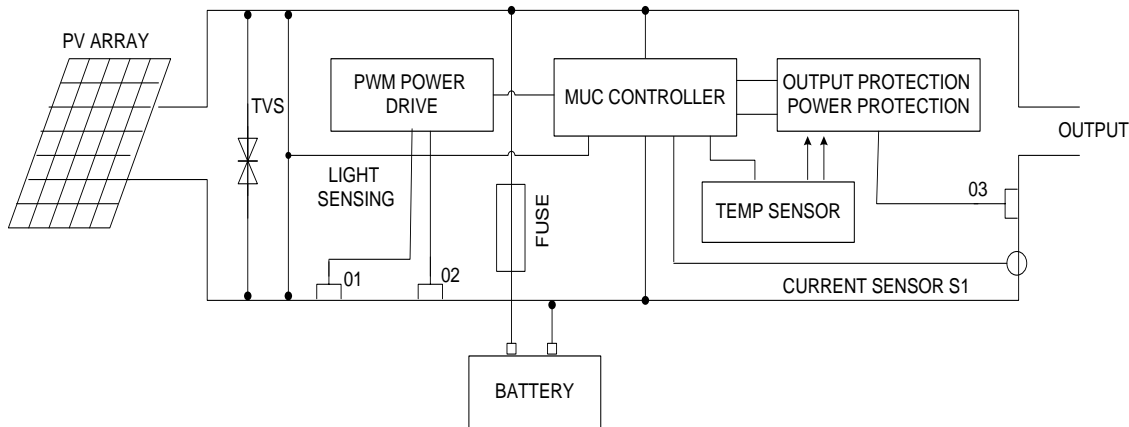 PV ARRAY
TVS
PWM POWER
DRIVE
MUC CONTROLLER
OUTPUT PROTECTION
POWER PROTECTION
OUTPUT
LIGHT
SENSING
FUSE
TEMP SENSOR
03
01
02
CURRENT SENSOR S1
BATTERY